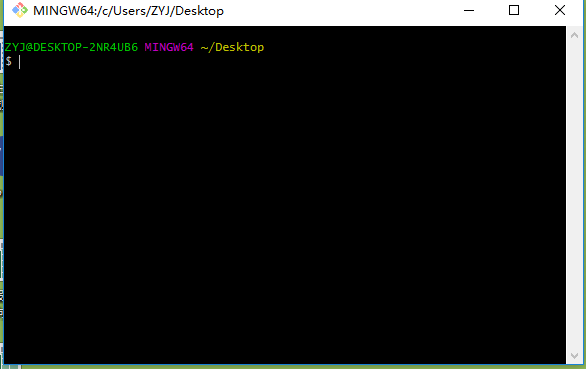 MINGW64:/c/Users/ZYJ/Desktop
ZYJ@DESKTOP-2NR4UB6 MINGW64 ~/Desktop
$